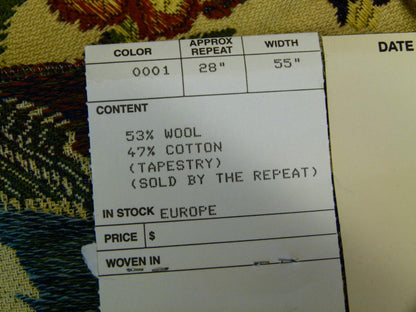 COLOR APPROX REPEAT WIDTH DATE
0001 28" 55"
CONTENT
53% WOOL
47% COTTON
(TAPESTRY)
(SOLD BY THE REPEAT)
IN STOCK EUROPE
PRICE $
WOVEN IN